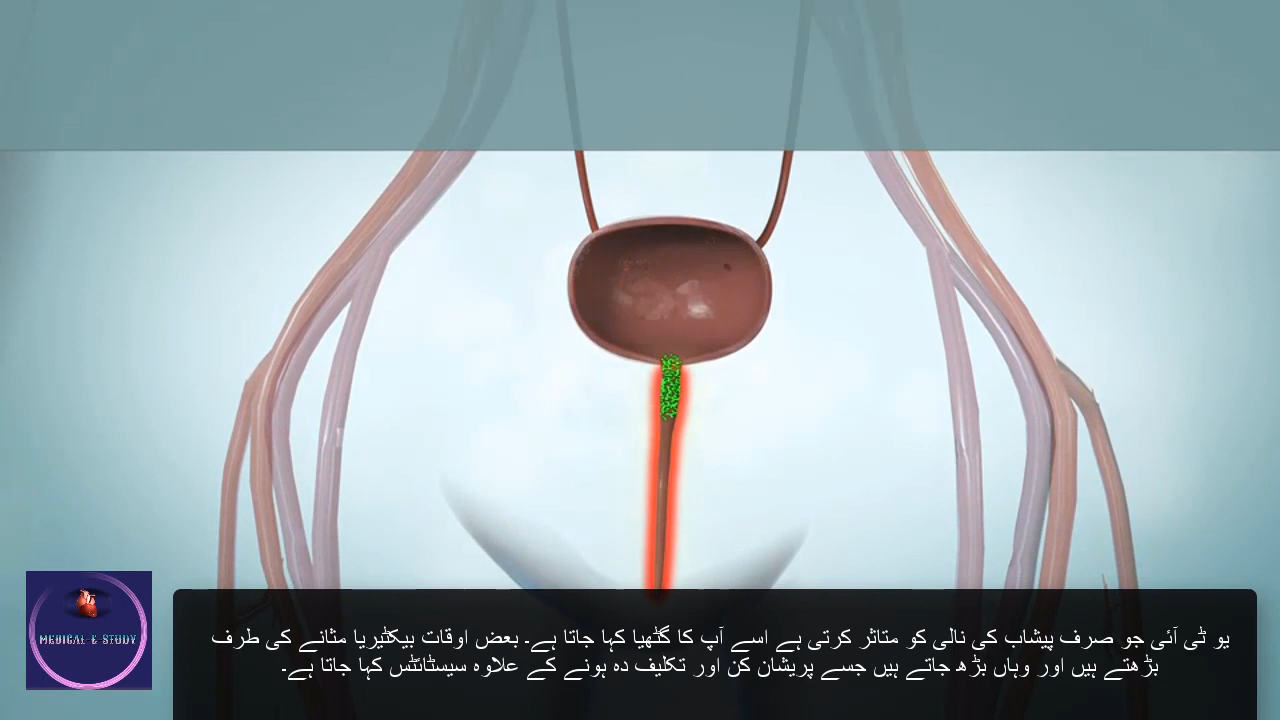 یو ٹی آئی جو صرف پیشاب کی نالی کو متاثر کرتی ہے اسے آپ کا گٹھیا کہا جاتا ہے۔ بعض اوقات بیکٹیریا مثانے کی طرف
بڑھتے ہیں اور وہاں بڑھ جاتے ہیں جسے پریشان کن اور تکلیف دہ ہونے کے علاوہ سیسٹائٹس کہا جاتا ہے۔
MEDICAL E STUDY